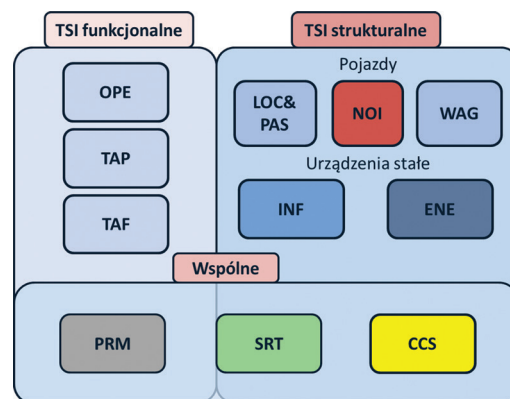 TSI funkcjonalne
TSI strukturalne
OPE
TAP
TAF
Pojazdy
LOC&
PAS
NOI
WAG
Urządzenia stałe
INF
ENE
Wspólne
PRM
SRT
CCS